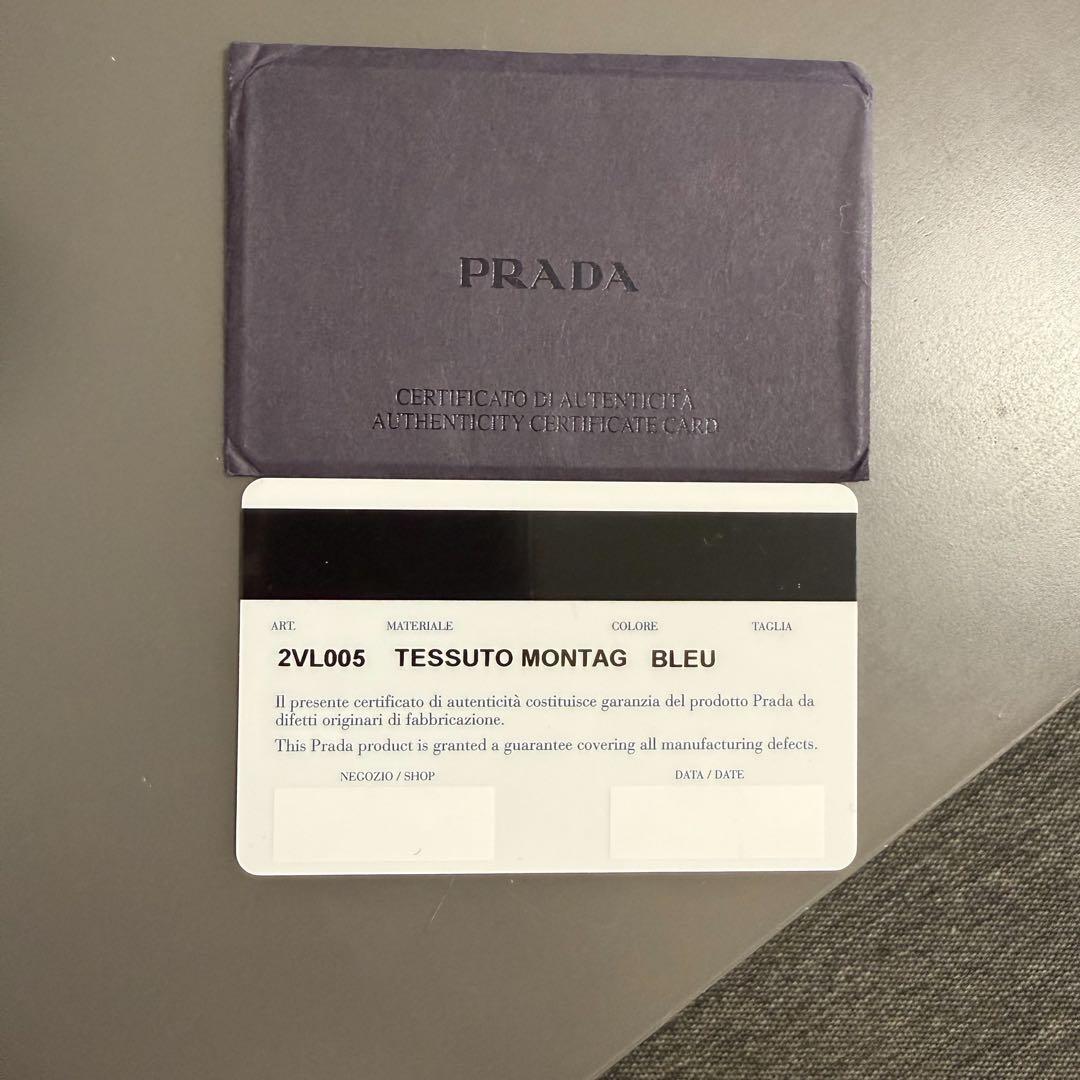 PRADA
CERTIFICATO DI AUTENTICITÀ
AUTHENTICITY CERTIFICATE CARD
ART. MATERIALE COLORE TAGLIA
2VL005 TESSUTO MONTAG BLEU
Il presente certificato di autenticità costituisce garanzia del prodotto Prada da
difetti originari di fabbricazione.
This Prada product is granted a guarantee covering all manufacturing defects.
NEGOZIO / SHOP DATA / DATE